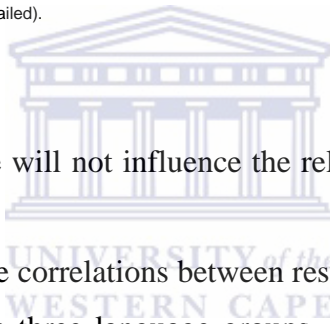 ailed).
will not influence the rel
UNIVERSITY of the
e correlations between res
WESTERN CAPE
three language groups